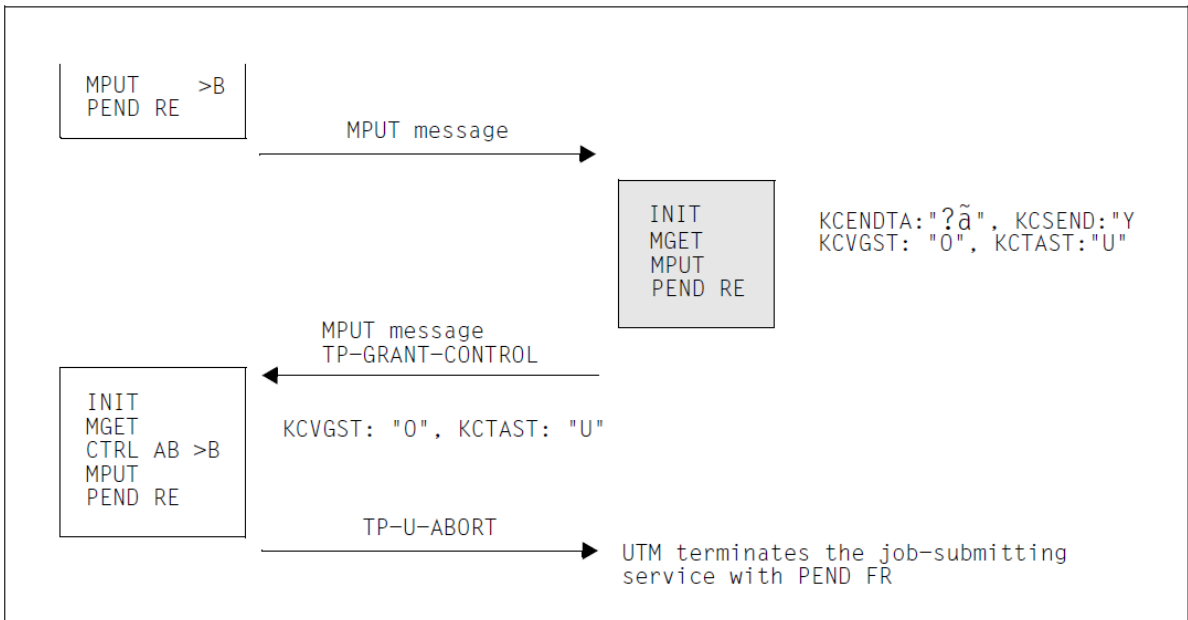 MPUT >B
PEND RE
MPUT message
INIT
MGET
MPUT
PEND RE
KCENDTA:"?ã", KCSEND:"Y
KCVGST: "O", KCTAST:"U"
MPUT message
TP-GRANT-CONTROL
INIT
MGET
CTRL AB >B
MPUT
PEND RE
KCVGST: "O", KCTAST: "U"
TP-U-ABORT
UTM terminates the job-submitting
service with PEND FR